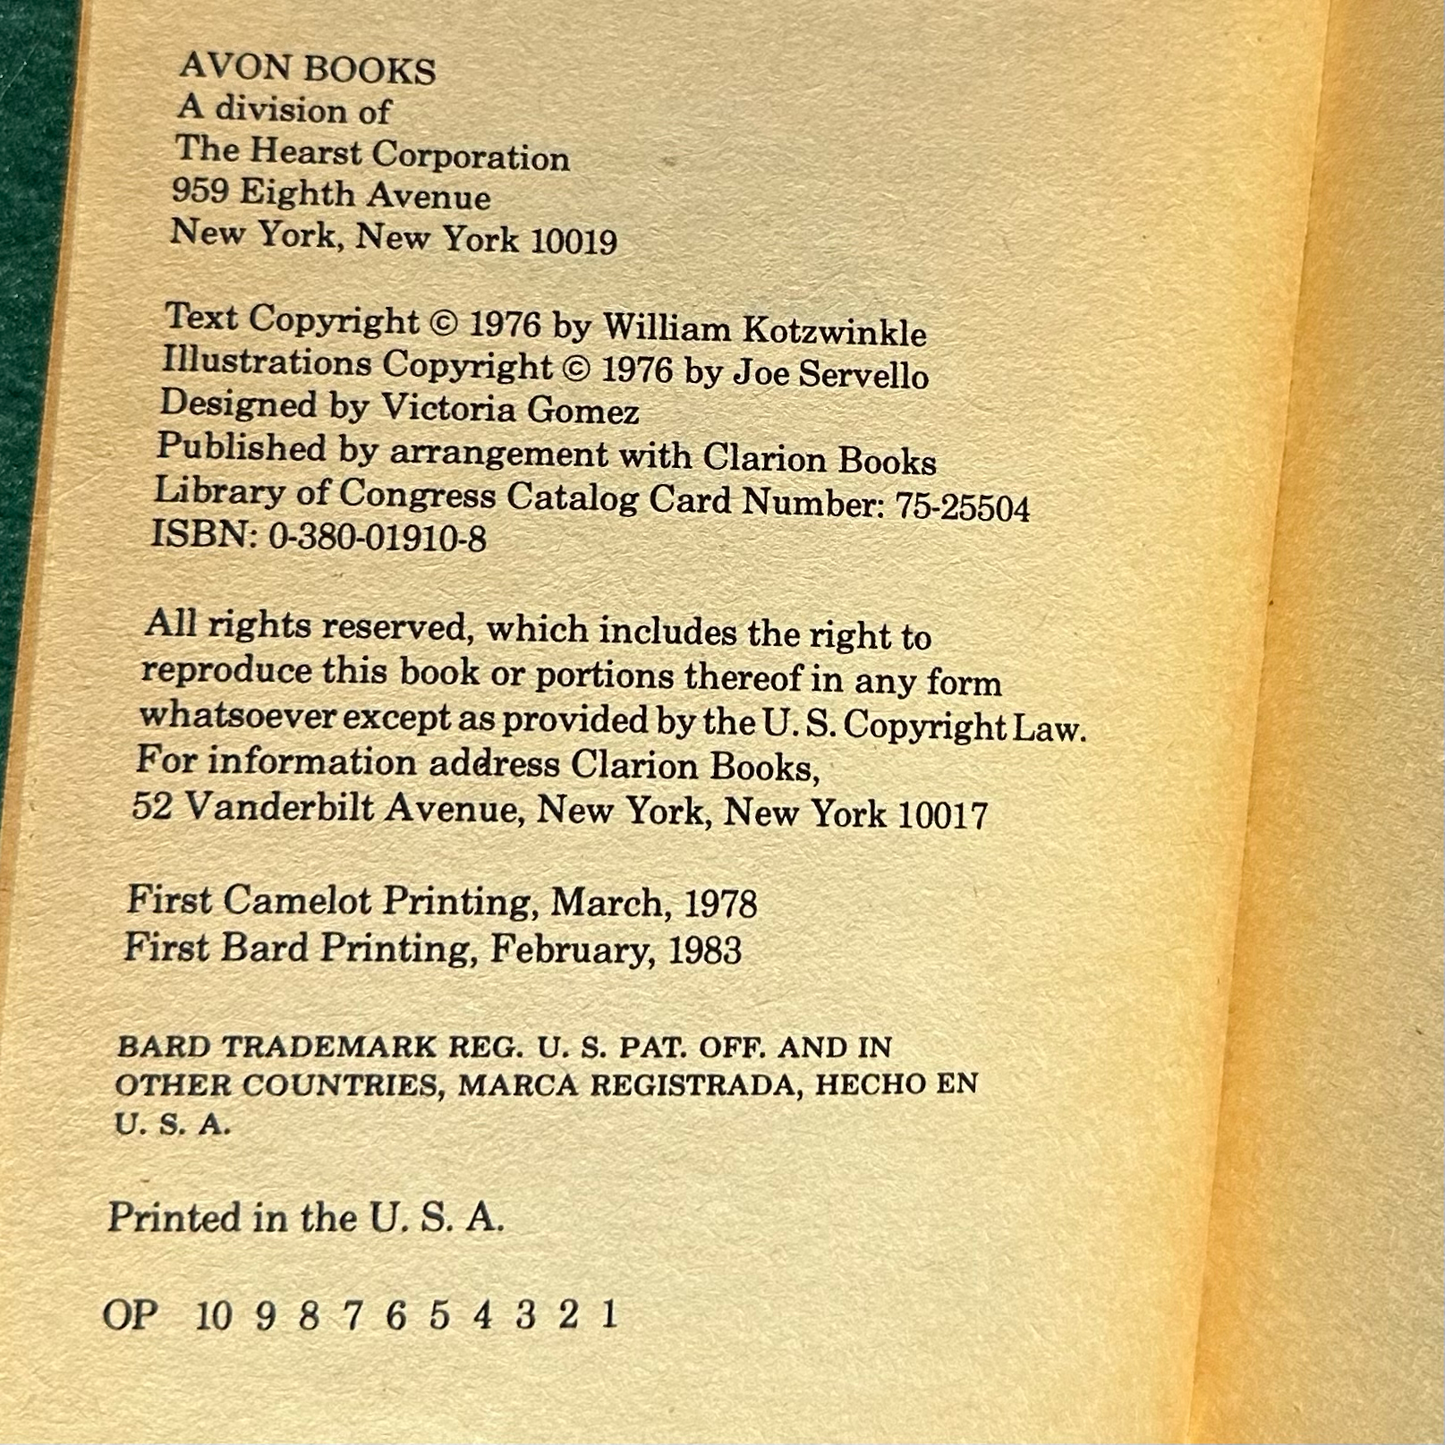 AVON BOOKS
A division of
The Hearst Corporation
959 Eighth Avenue
New York, New York 10019
Text Copyright © 1976 by William Kotzwinkle
Illustrations Copyright © 1976 by Joe Servello
Designed by Victoria Gomez
Published by arrangement with Clarion Books
Library of Congress Catalog Card Number: 75-25504
ISBN: 0-380-01910-8
All rights reserved, which includes the right to
reproduce this book or portions thereof in any form
whatsoever except as provided by the U. S. Copyright Law.
For information address Clarion Books,
52 Vanderbilt Avenue, New York, New York 10017
First Camelot Printing, March, 1978
First Bard Printing, February, 1983
BARD TRADEMARK REG. U. S. PAT. OFF. AND IN
OTHER COUNTRIES, MARCA REGISTRADA, HECHO EN
U. S. A.
Printed in the U. S. A.
OP 10 9 8 7 6 5 4 3 2 1